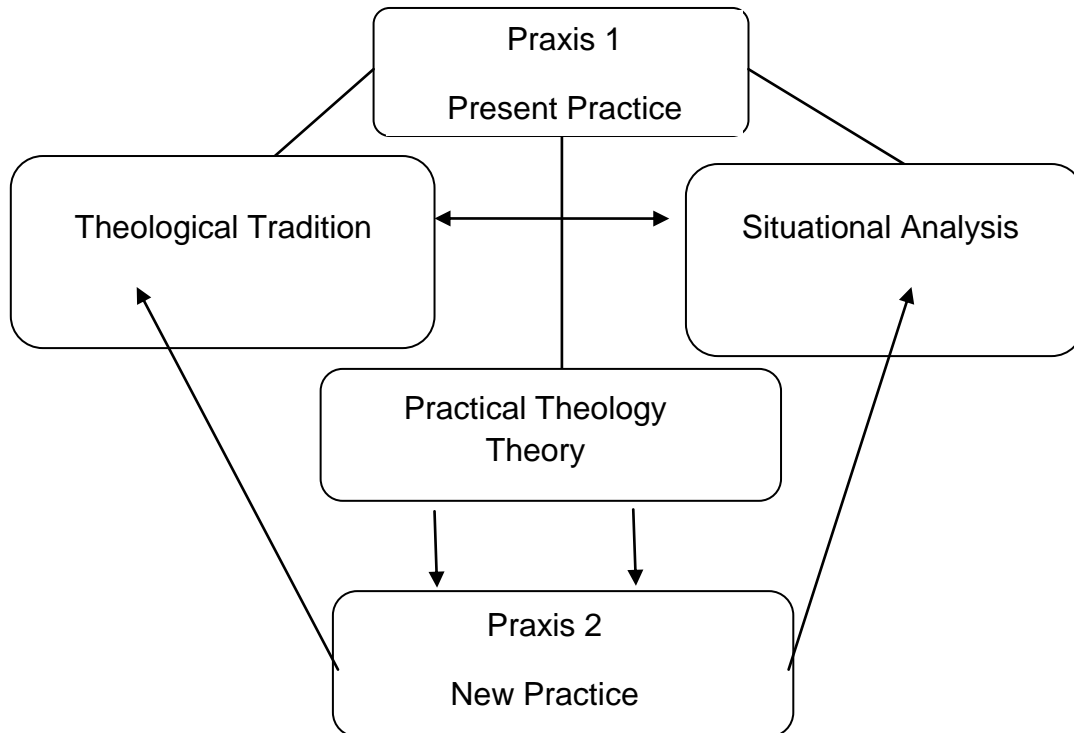 Praxis 1
Present Practice
Theological Tradition
Situational Analysis
Practical Theology
Theory
Praxis 2
New Practice